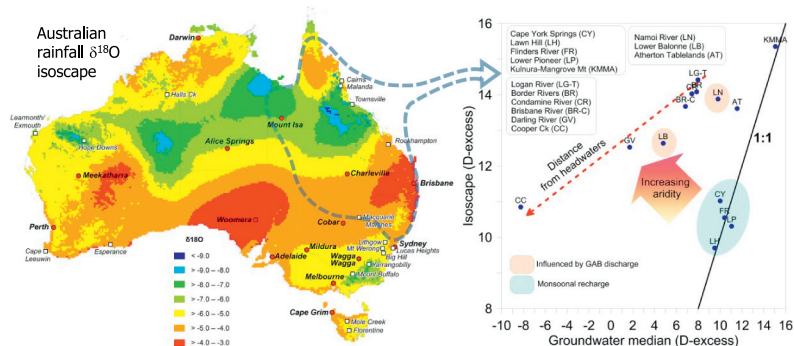 Australian
rainfall δ18O
isoscape
Darwin
Halls Ck
Cairns
Malanda
Townsville
Learmonth/
Exmouth
Hope Downs
Mount Isa
Alice Springs
Rockhampton
Meekatharra
Charleville
Brisbane
Woomera
Perth
Cobar
Macquarie
Marshes
Cape
Leeuwin
Esperance
Adelaide
Mildura
Lithgow
Mt Werong
Sydney
Lucas Heights
Big Hill
Wagga
Wagga
Yarrangobilly
Mount Buffalo
Melbourne
Cape Grim
Mole Creek
Florentine
δ18O
< -9.0
> -9.0 – -8.0
> -8.0 – -7.0
> -7.0 – -6.0
> -6.0 – -5.0
> -5.0 – -4.0
> -4.0 – -3.0
Isoscape (D-excess)
16
14
12
10
8
Cape York Springs (CY)
Lawn Hill (LH)
Flinders River (FR)
Lower Pioneer (LP)
Kulnura-Mangrove Mt (KMMA)
Namoi River (LN)
Lower Balonne (LB)
Atherton Tablelands (AT)
Logan River (LG-T)
Border Rivers (BR)
Condamine River (CR)
Brisbane River (BR-C)
Darling River (GV)
Cooper Ck (CC)
KMMA
LG-T
BR
BR-C
LN
AT
GV
LB
1:1
Distance
from headwaters
Increasing
aridity
CC
CY
FR
LP
LH
Influenced by GAB discharge
Monsoonal recharge
-10 -8 -6 -4 -2 0 2 4 6 8 10 12 14 16
Groundwater median (D-excess)